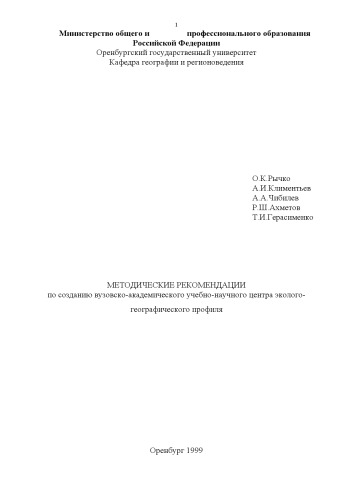 1
Министерство общего и профессионального образования
Российской Федерации
Оренбургский государственный университет
Кафедра географии и регионоведения
О.К.Рычко
А.И.Климентьев
А.А.Чибилев
Р.Ш.Ахметов
Т.И.Герасименко
МЕТОДИЧЕСКИЕ РЕКОМЕНДАЦИИ
по созданию вузовско-академического учебно-научного центра эколого-
географического профиля
Оренбург 1999